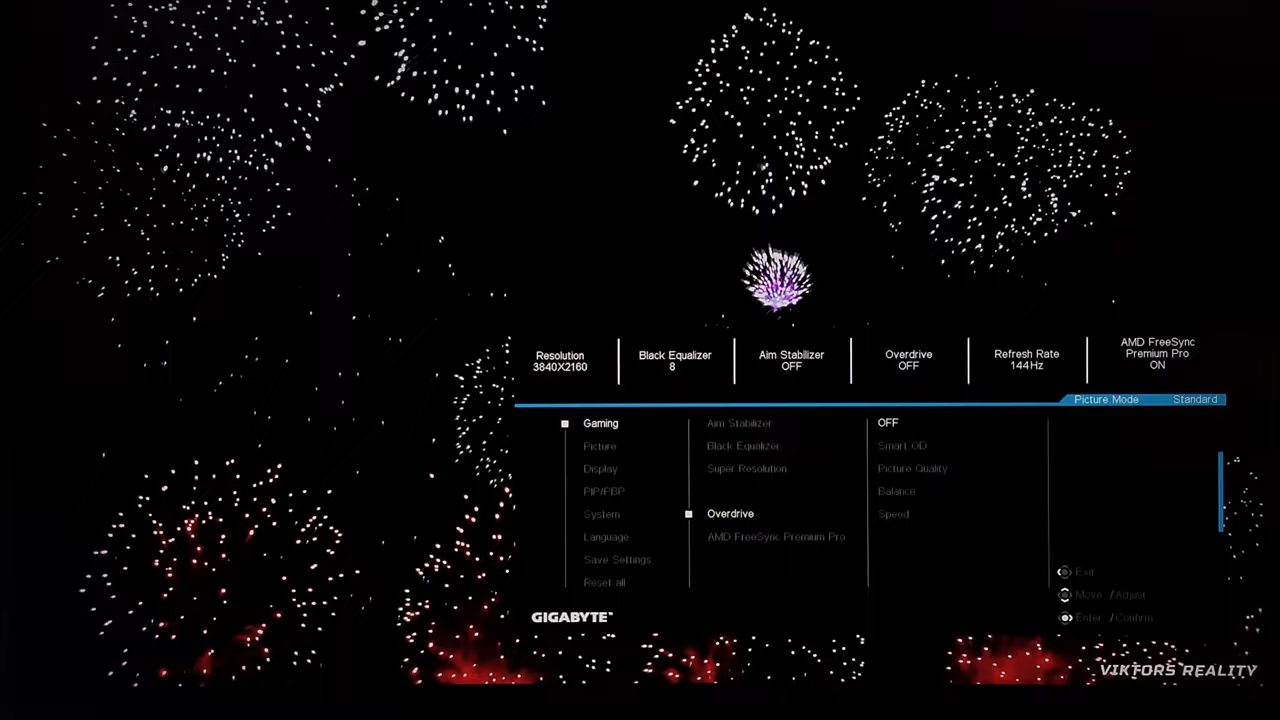 Resolution
3840X2160
Black Equalizer
8
Aim Stabilizer
OFF
Overdrive
OFF
Refresh Rate
144Hz
AMD FreeSync
Premium Pro
ON
Picture Mode Standard
Gaming
Picture
Display
PIP/PBP
System
Language
Save Settings
Reset all
Aim Stabilizer
Black Equalizer
Super Resolution
Overdrive
AMD FreeSync Premium Pro
OFF
Smart OD
Picture Quality
Balance
Speed
Exit
Move /Adjust
Enter /Confirm
GIGABYTE™
VIKTORS REALITY